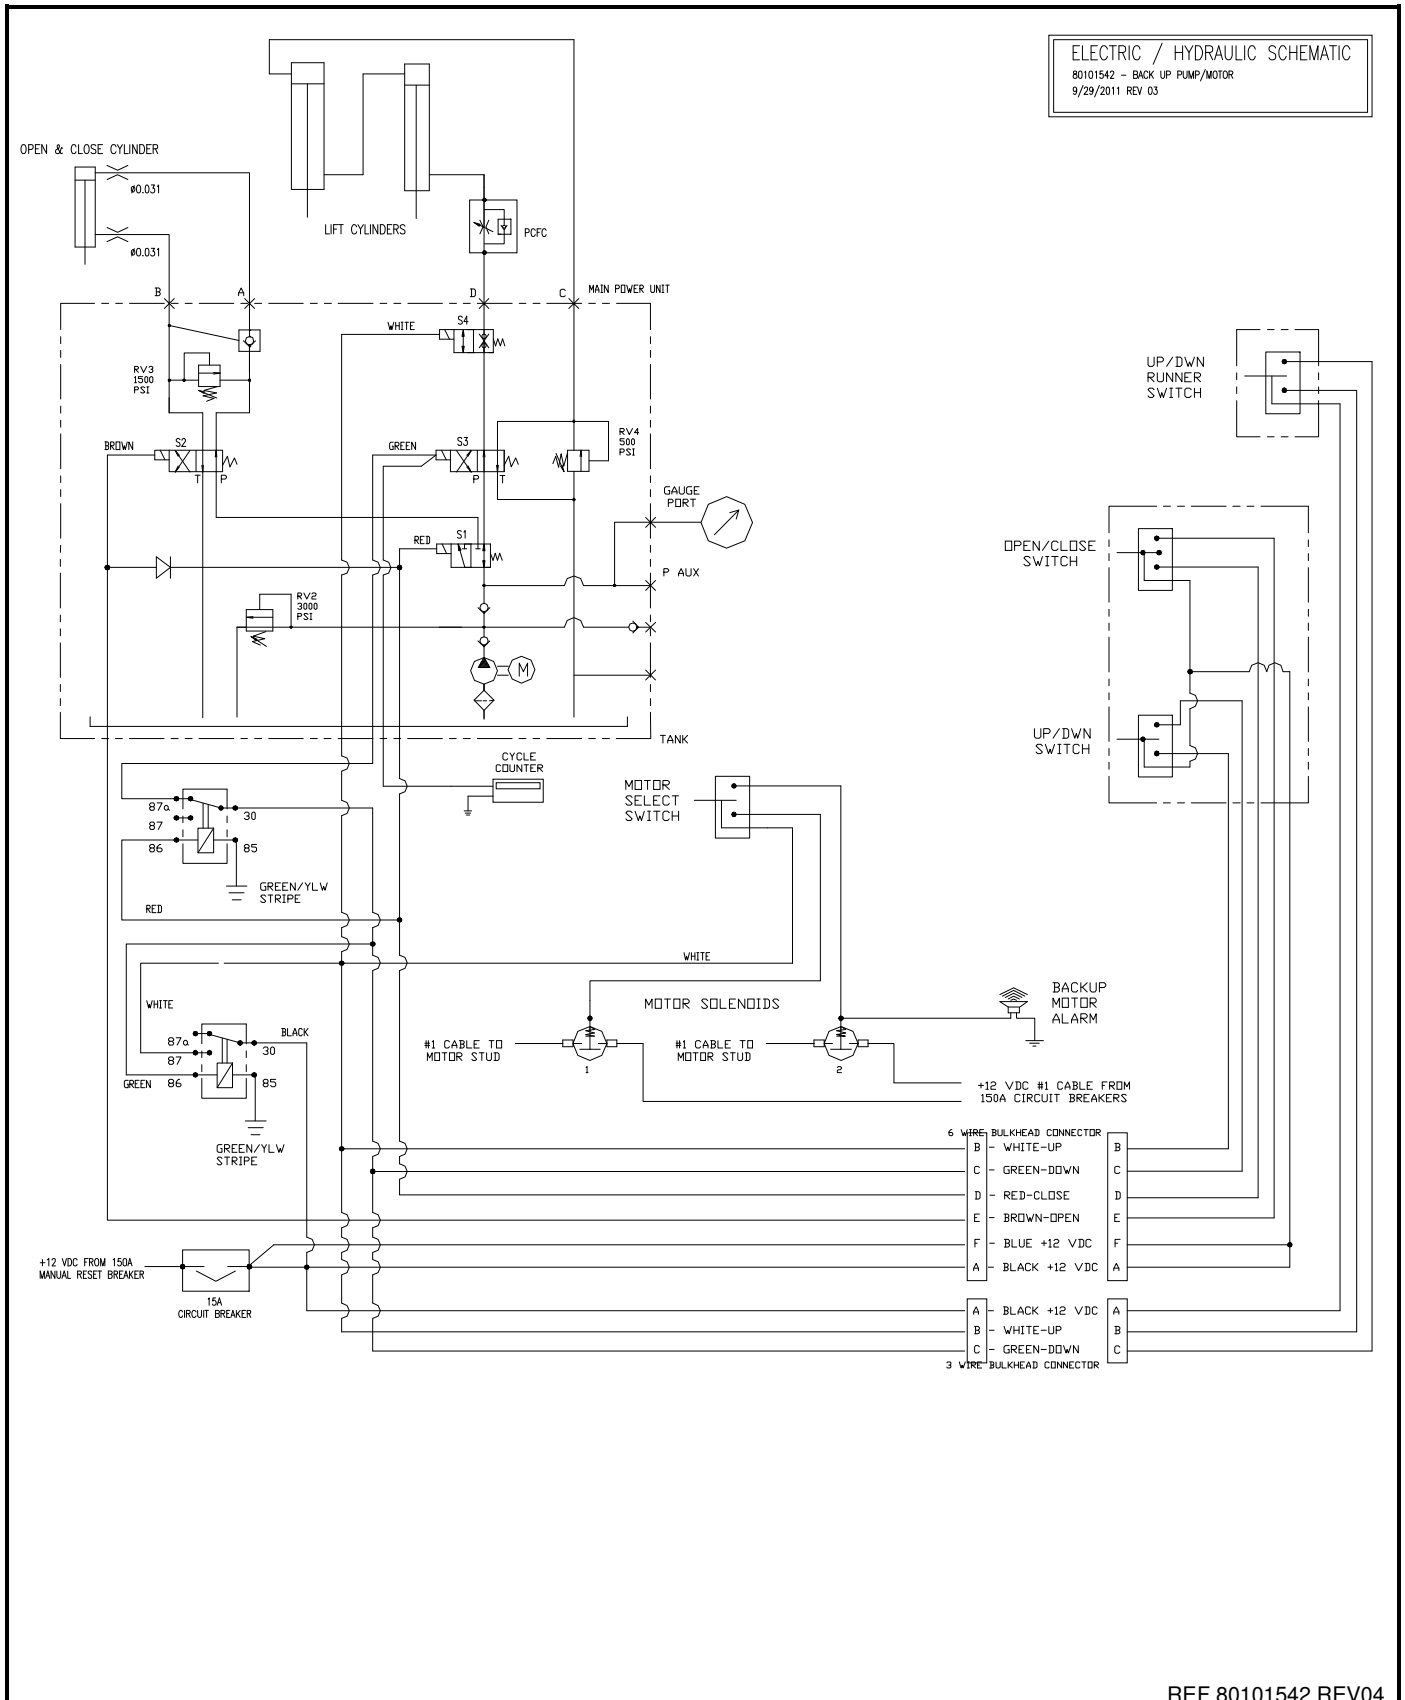 ELECTRIC / HYDRAULIC SCHEMATIC
80101542 - BACK UP PUMP/MOTOR
9/29/2011 REV 03
OPEN & CLOSE CYLINDER
ø0.031
ø0.031
LIFT CYLINDERS
PCFC
B
A
D
C
MAIN POWER UNIT
WHITE
S4
RV3
1500
PSI
UP/DWN
RUNNER
SWITCH
BROWN
S2
T
P
GREEN
S3
P
T
RV4
500
PSI
GAUGE
PORT
RED
S1
P AUX
OPEN/CLOSE
SWITCH
RV2
3000
PSI
M
TANK
UP/DWN
SWITCH
CYCLE
COUNTER
MOTOR
SELECT
SWITCH
87a
87
86
30
85
GREEN/YLW
STRIPE
RED
WHITE
WHITE
MOTOR SOLENOIDS
BACKUP
MOTOR
ALARM
87a
87
86
GREEN
BLACK
30
85
GREEN/YLW
STRIPE
#1 CABLE TO
MOTOR STUD
1
#1 CABLE TO
MOTOR STUD
2
+12 VDC #1 CABLE FROM
150A CIRCUIT BREAKERS
6 WIRE BULKHEAD CONNECTOR
B - WHITE-UP B
C - GREEN-DOWN C
D - RED-CLOSE D
E - BROWN-OPEN E
F - BLUE +12 VDC F
A - BLACK +12 VDC A
+12 VDC FROM 150A
MANUAL RESET BREAKER
15A
CIRCUIT BREAKER
A - BLACK +12 VDC A
B - WHITE-UP B
C - GREEN-DOWN C
3 WIRE BULKHEAD CONNECTOR
REF 80101542 REV04